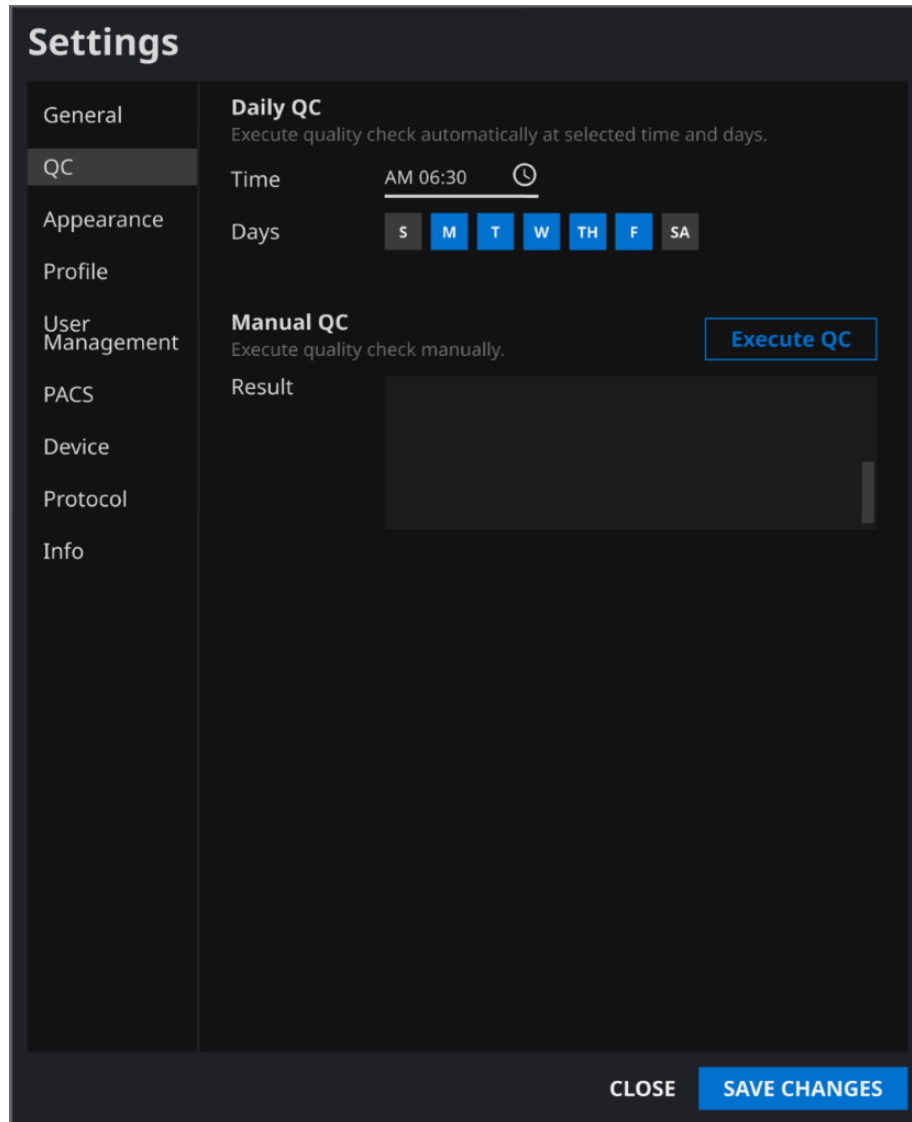 Settings
General
QC
Appearance
Profile
User
Management
PACS
Device
Protocol
Info
Daily QC
Execute quality check automatically at selected time and days.
Time AM 06:30
Days S M T W TH F SA
Manual QC
Execute quality check manually.
Execute QC
Result
CLOSE SAVE CHANGES